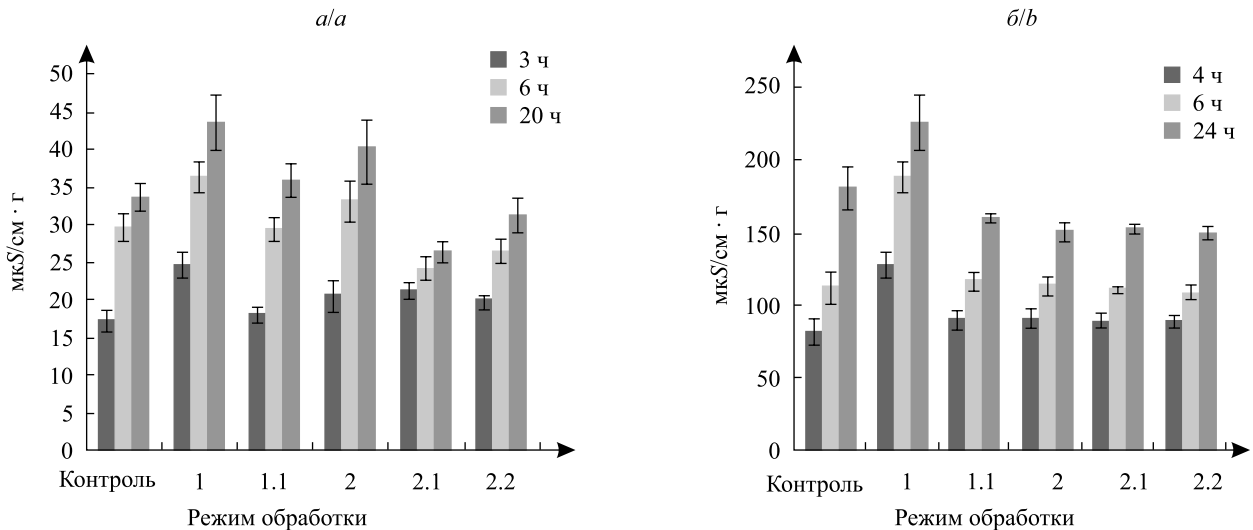 а/a
50
45
40
35
30
25
20
15
10
5
0
мкS/см · г
3 ч
6 ч
20 ч
Контроль 1 1.1 2 2.1 2.2
Режим обработки
б/b
250
200
150
100
50
0
мкS/см · г
4 ч
6 ч
24 ч
Контроль 1 1.1 2 2.1 2.2
Режим обработки